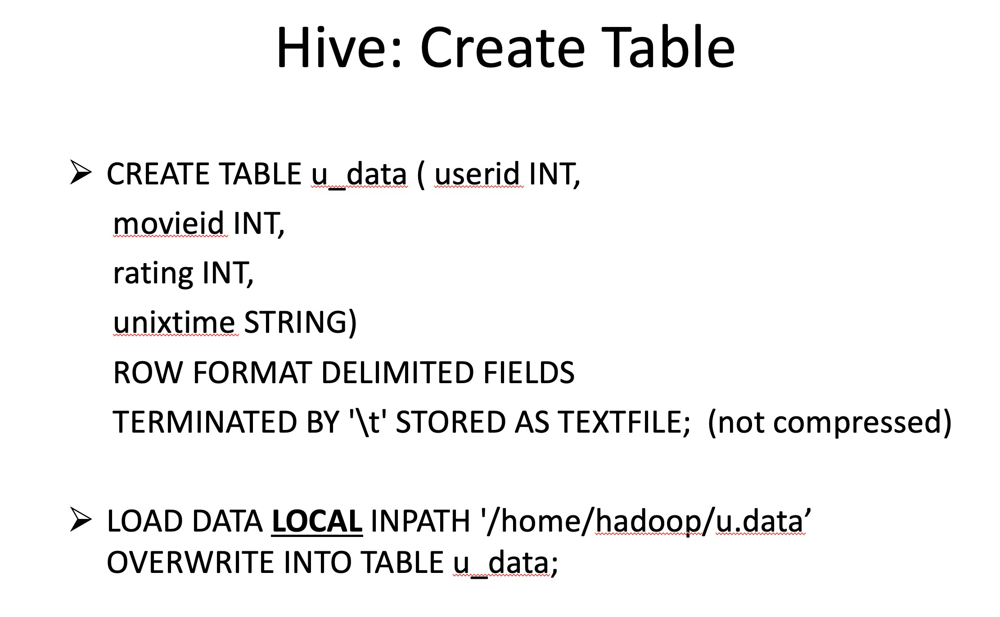 Hive: Create Table
CREATE TABLE u_data ( userid INT,
movieid INT,
rating INT,
unixtime STRING)
ROW FORMAT DELIMITED FIELDS
TERMINATED BY '\t' STORED AS TEXTFILE;  (not compressed)
LOAD DATA LOCAL INPATH '/home/hadoop/u.data’
OVERWRITE INTO TABLE u_data;